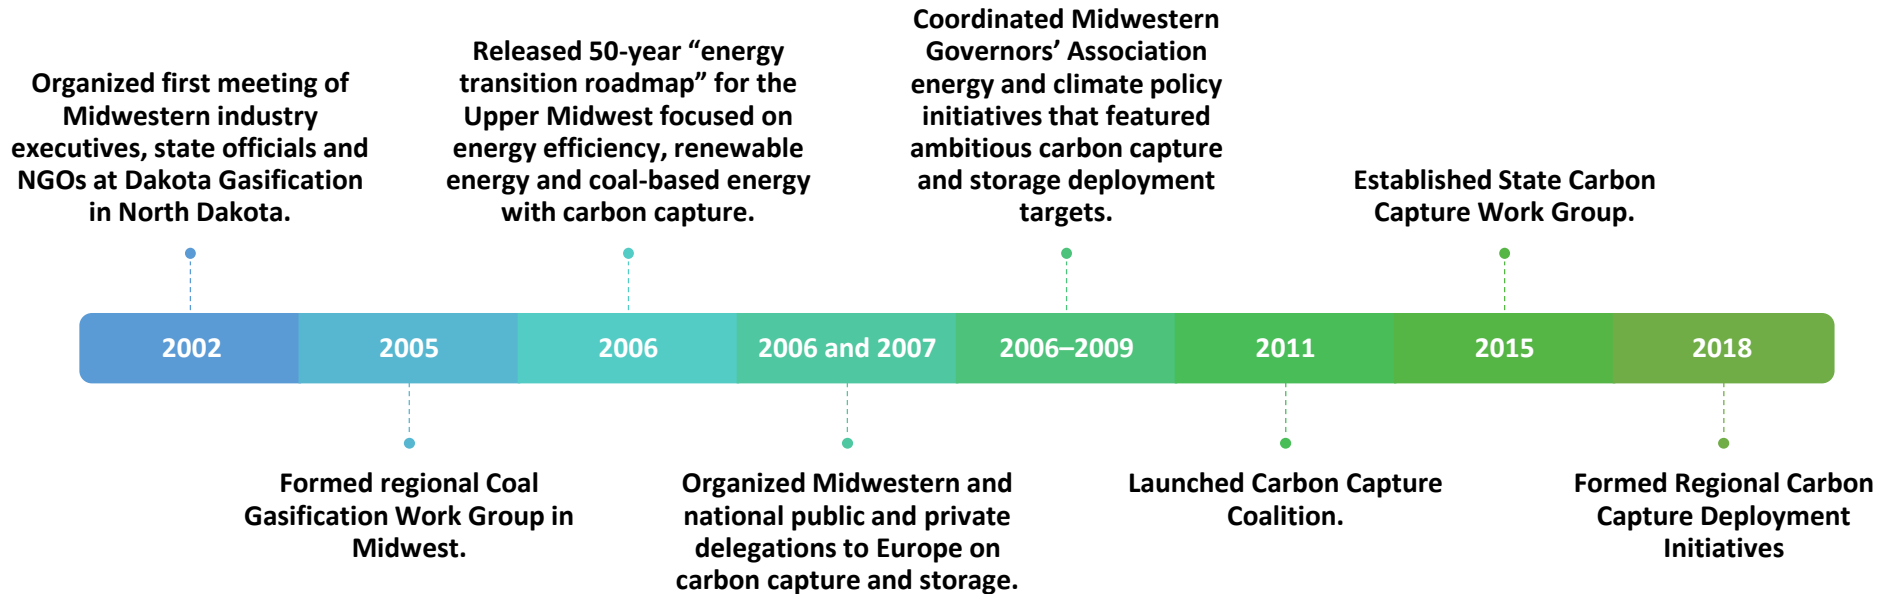 Organized first meeting of
Midwestern industry
executives, state officials and
NGOs at Dakota Gasification
in North Dakota.
Released 50-year “energy
transition roadmap” for the
Upper Midwest focused on
energy efficiency, renewable
energy and coal-based energy
with carbon capture.
Coordinated Midwestern
Governors’ Association
energy and climate policy
initiatives that featured
ambitious carbon capture
and storage deployment
targets.
Established State Carbon
Capture Work Group.
2002
2005
2006
2006 and 2007
2006–2009
2011
2015
2018
Formed regional Coal
Gasification Work Group in
Midwest.
Organized Midwestern and
national public and private
delegations to Europe on
carbon capture and storage.
Launched Carbon Capture
Coalition.
Formed Regional Carbon
Capture Deployment
Initiatives